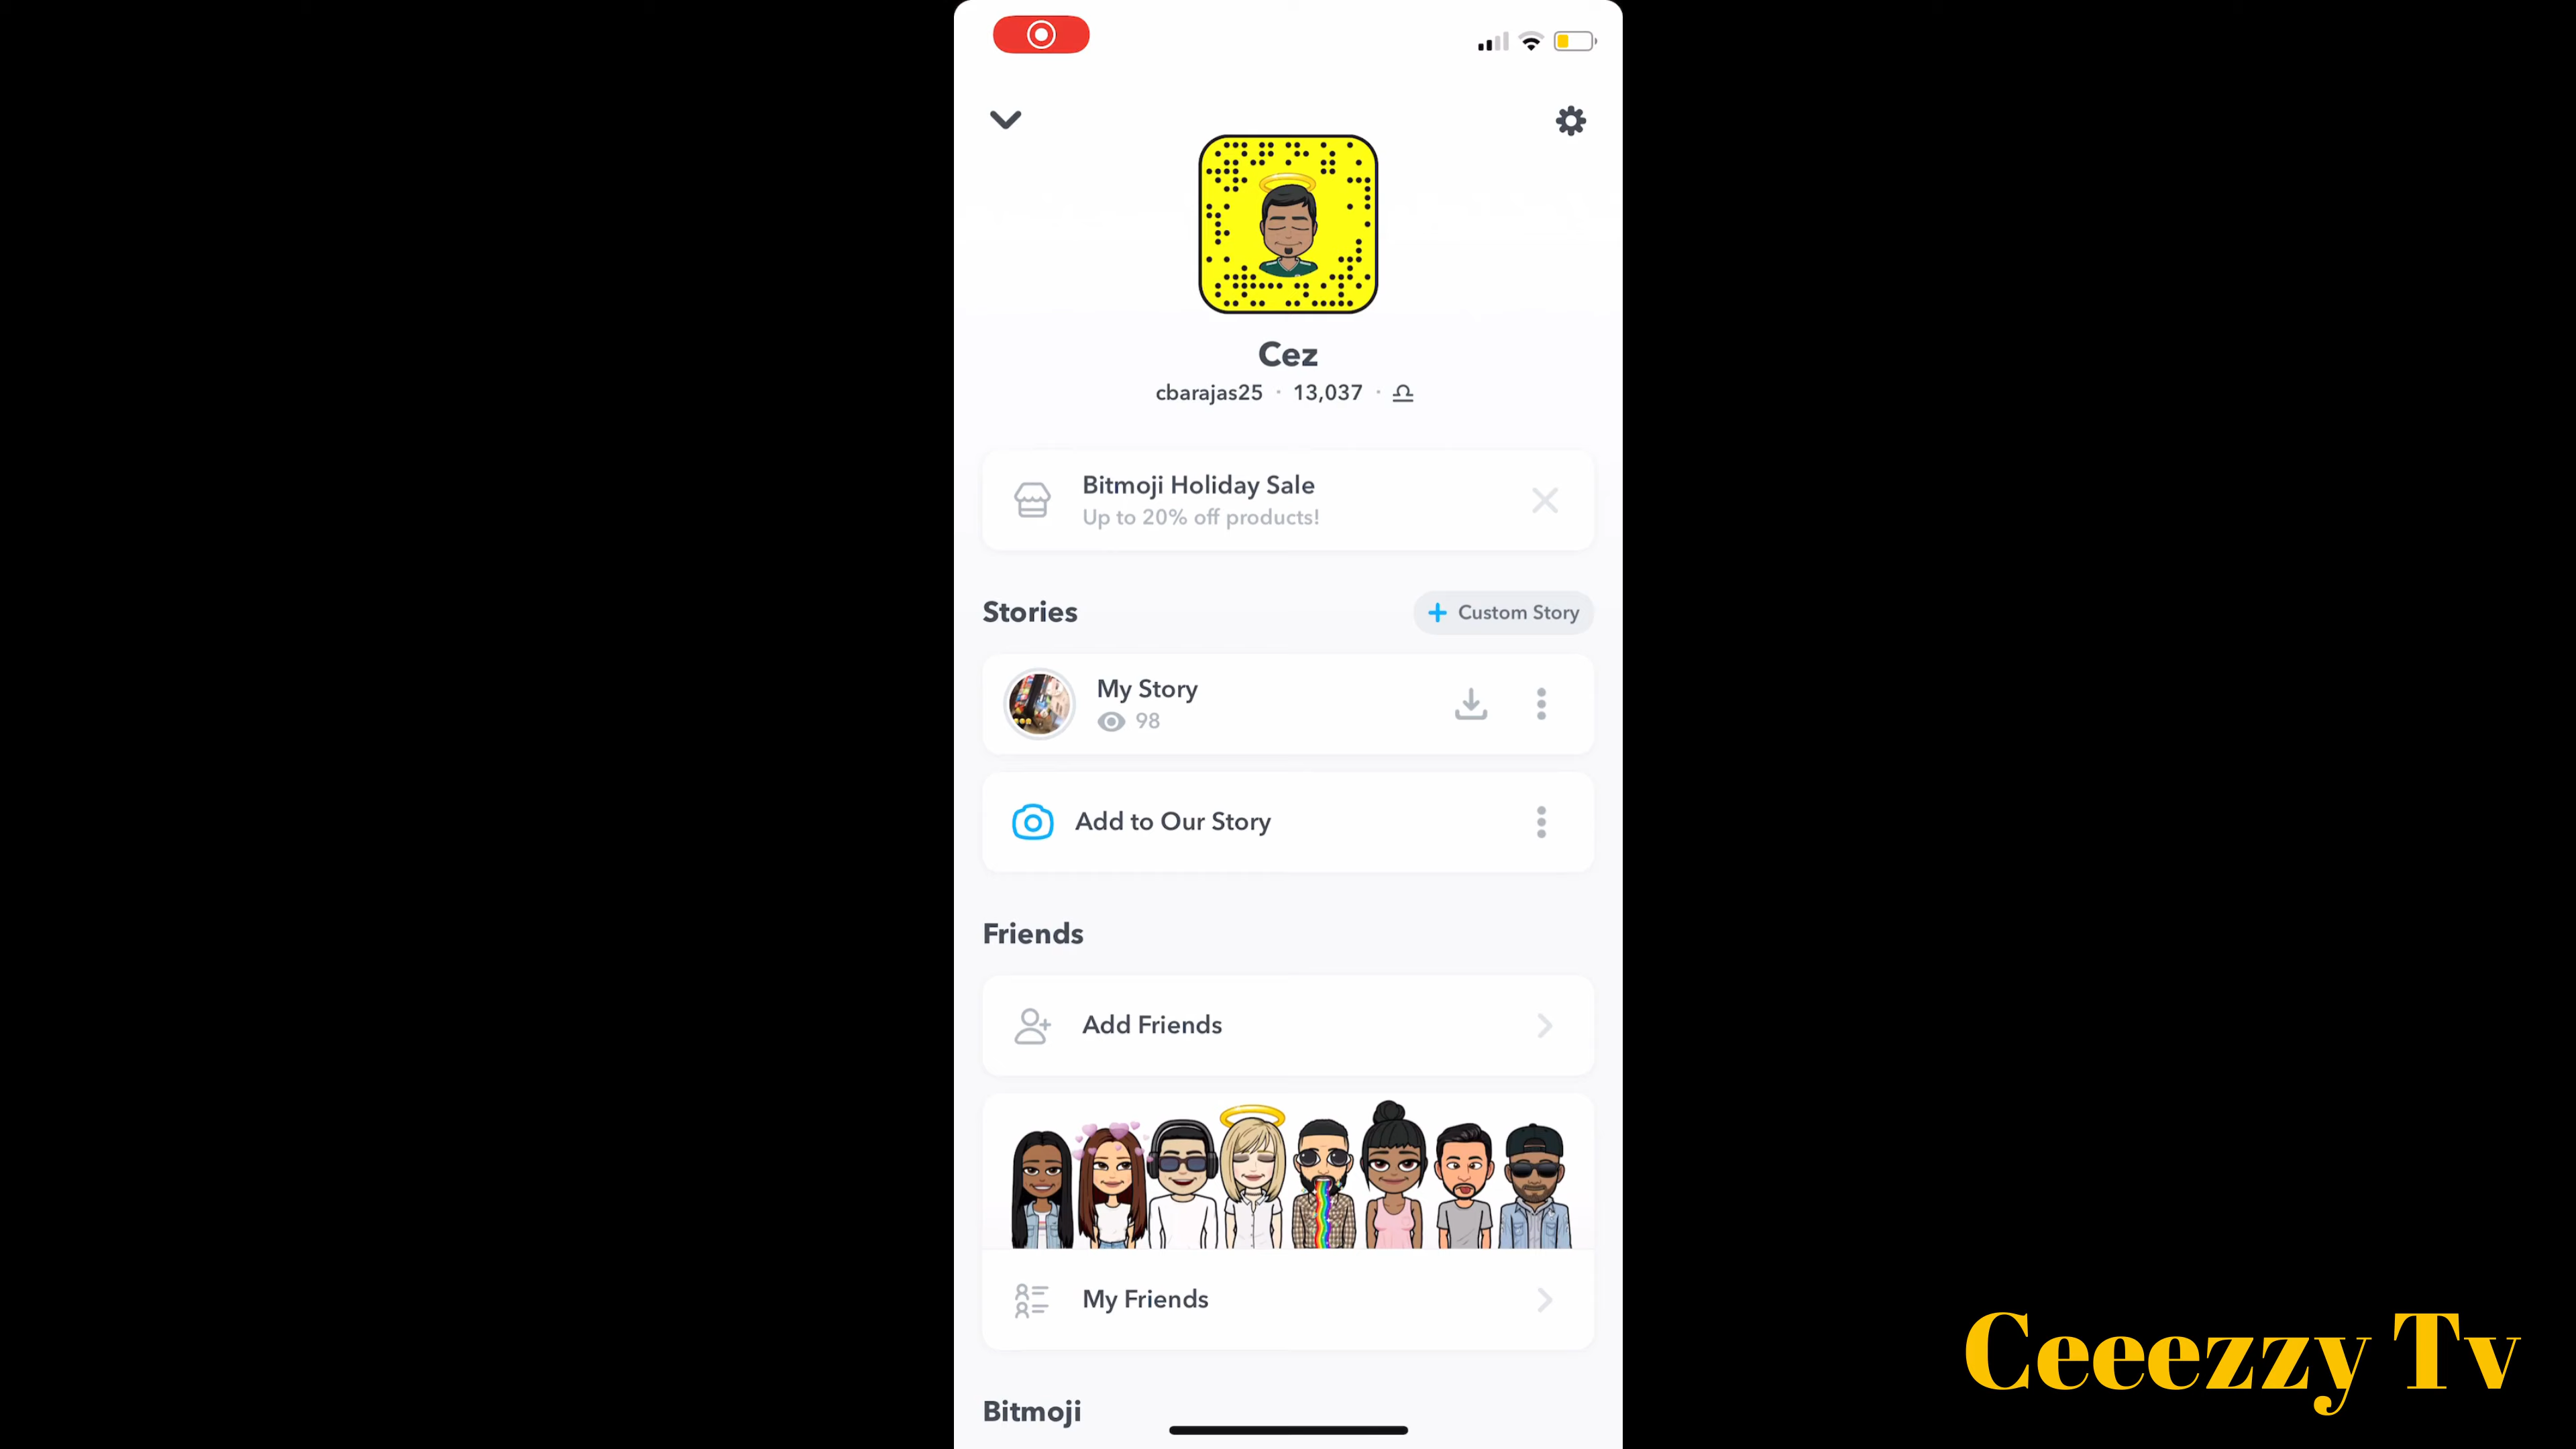 Cez
cbarajas25 · 13,037 · ♎
Bitmoji Holiday Sale
Up to 20% off products!
Stories
+ Custom Story
My Story
98
Add to Our Story
Friends
Add Friends
My Friends
Bitmoji
Ceeezzy Tv